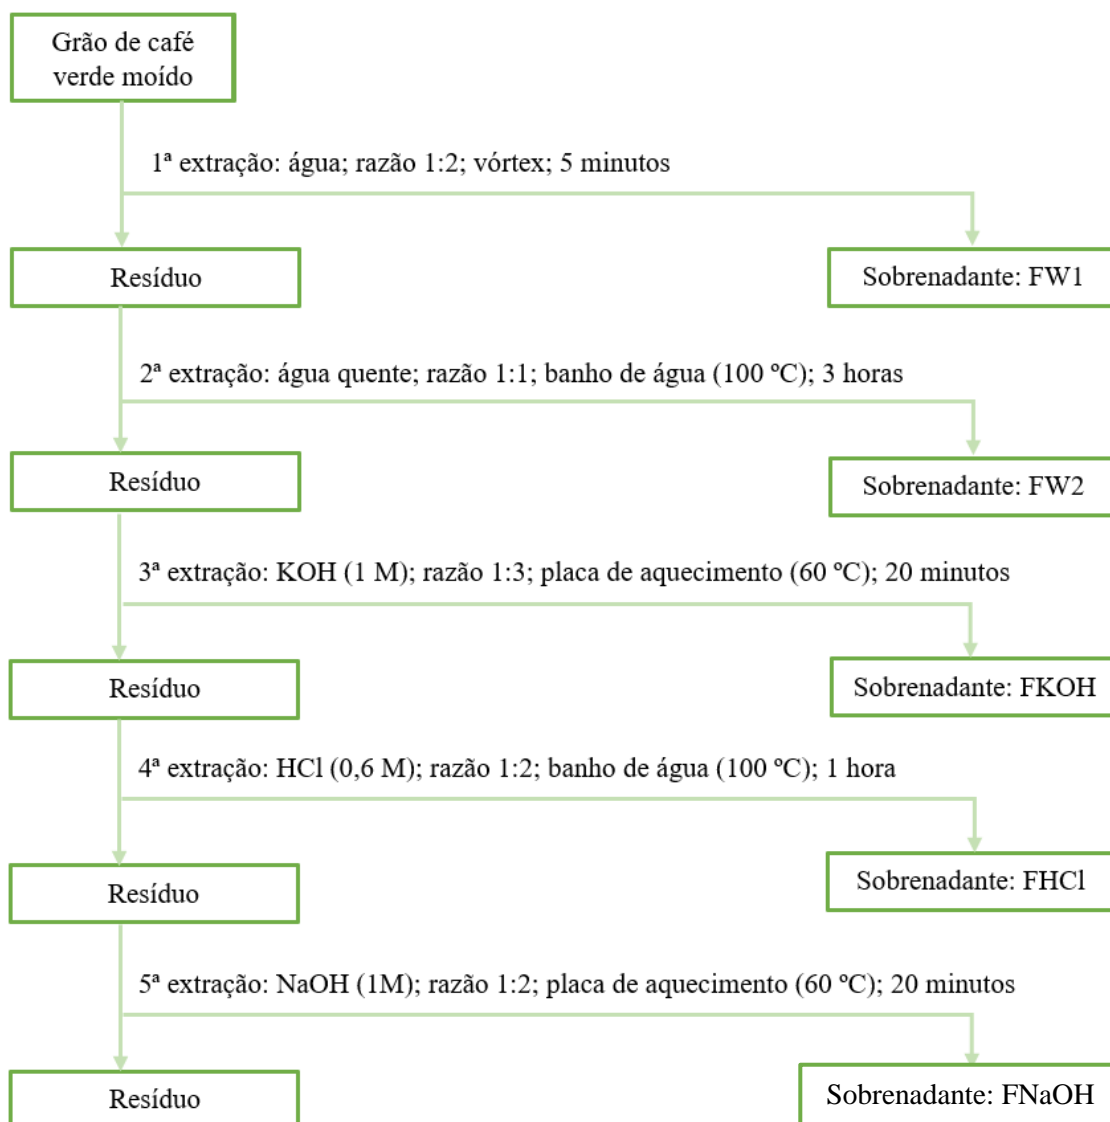 Grão de café
verde moído
1ª extração: água; razão 1:2; vórtex; 5 minutos
Resíduo
Sobrenadante: FW1
2ª extração: água quente; razão 1:1; banho de água (100 ºC); 3 horas
Resíduo
Sobrenadante: FW2
3ª extração: KOH (1 M); razão 1:3; placa de aquecimento (60 ºC); 20 minutos
Resíduo
Sobrenadante: FKOH
4ª extração: HCl (0,6 M); razão 1:2; banho de água (100 ºC); 1 hora
Resíduo
Sobrenadante: FHCl
5ª extração: NaOH (1M); razão 1:2; placa de aquecimento (60 ºC); 20 minutos
Resíduo
Sobrenadante: FNaOH